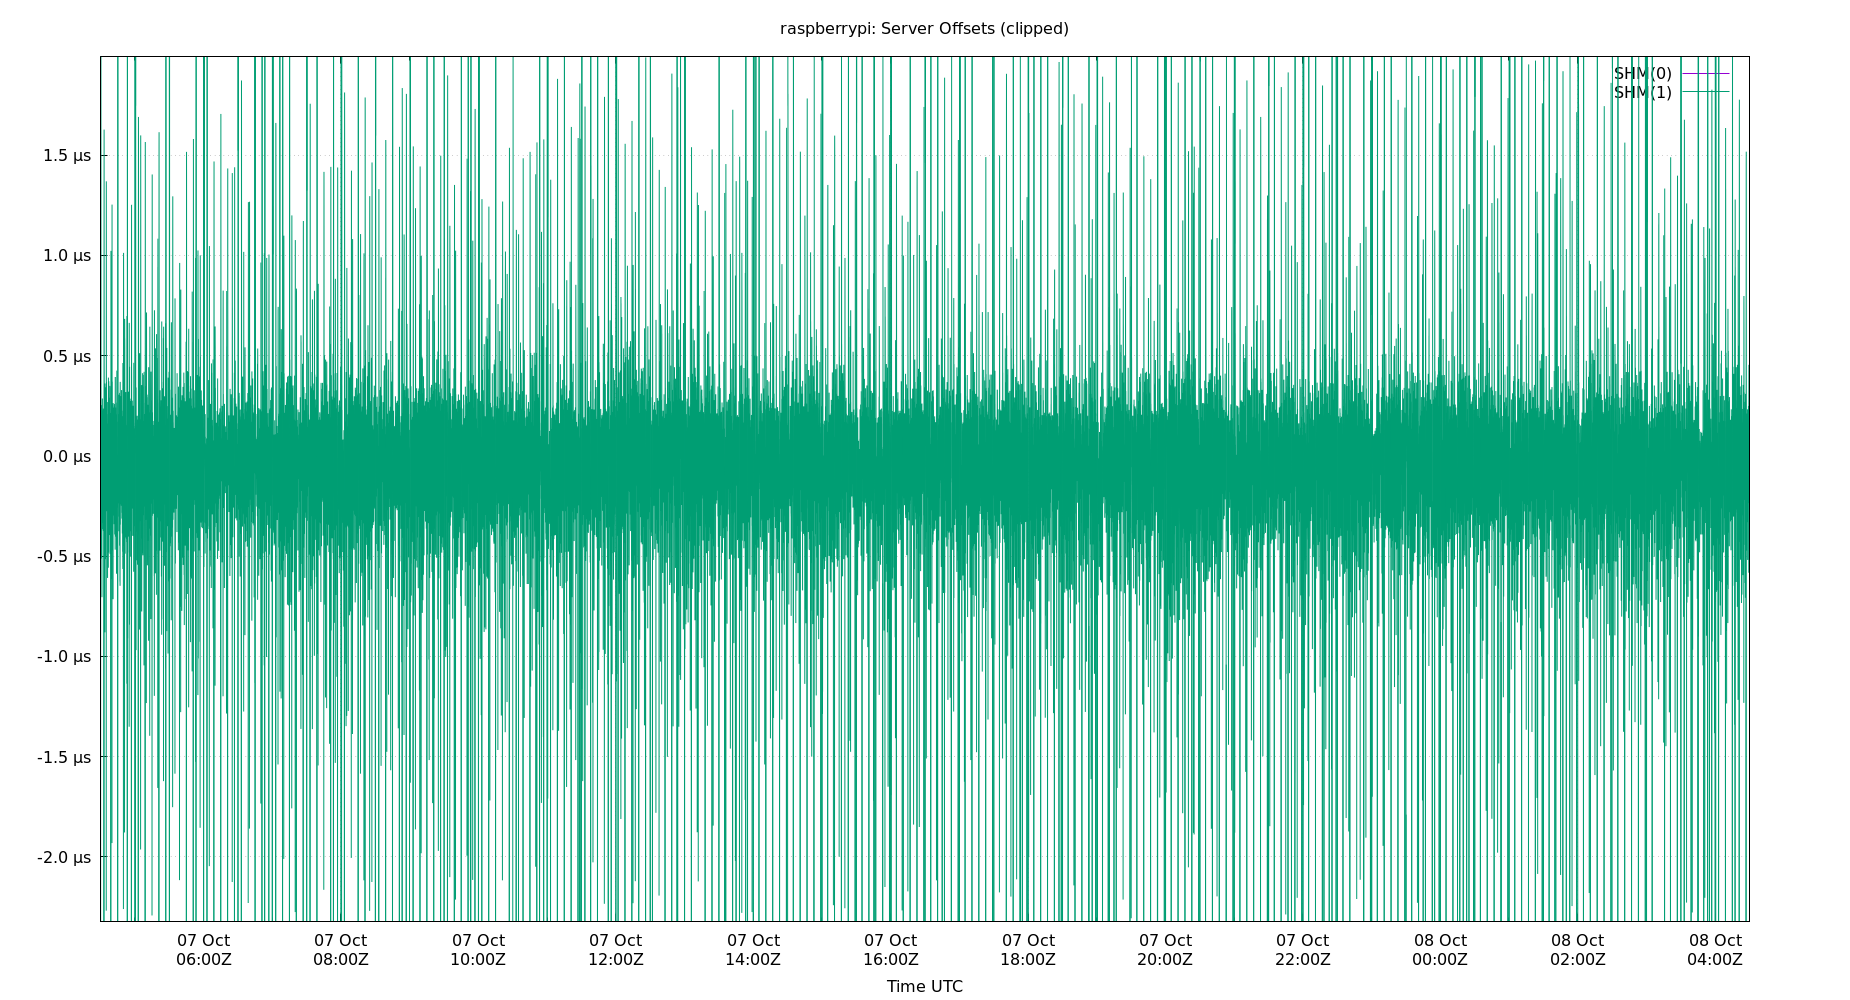 raspberrypi: Server Offsets (clipped)
SHM(0)
SHM(1)
1.5 µs
1.0 µs
0.5 µs
0.0 µs
-0.5 µs
-1.0 µs
-1.5 µs
-2.0 µs
07 Oct 07 Oct 07 Oct 07 Oct 07 Oct 07 Oct 07 Oct 07 Oct 07 Oct 08 Oct 08 Oct 08 Oct
06:00Z 08:00Z 10:00Z 12:00Z 14:00Z 16:00Z 18:00Z 20:00Z 22:00Z 00:00Z 02:00Z 04:00Z
Time UTC